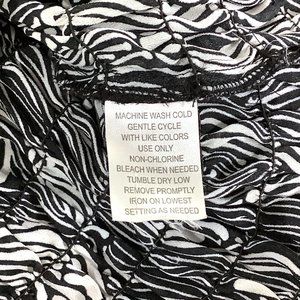 MACHINE WASH COLD
GENTLE CYCLE
WITH LIKE COLORS
USE ONLY
NON-CHLORINE
BLEACH WHEN NEEDED
TUMBLE DRY LOW
REMOVE PROMPTLY
IRON ON LOWEST
SETTING AS NEEDED